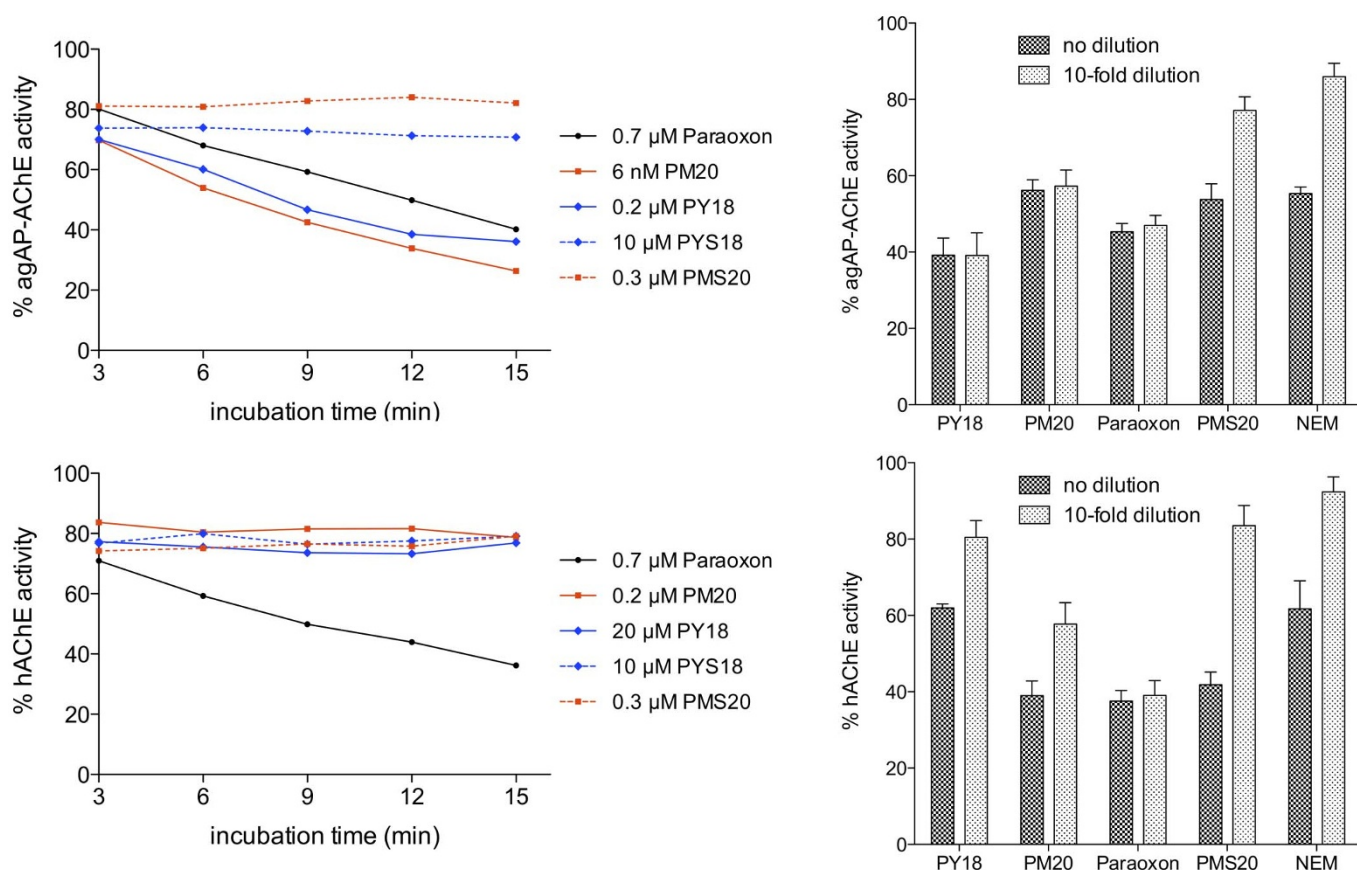 100
80
60
40
20
0
% agAP-AChE activity
3 6 9 12 15
incubation time (min)
0.7 µM Paraoxon
6 nM PM20
0.2 µM PY18
10 µM PYS18
0.3 µM PMS20
100
80
60
40
20
0
% agAP-AChE activity
no dilution
10-fold dilution
PY18 PM20 Paraoxon PMS20 NEM
100
80
60
40
20
0
% hAChE activity
3 6 9 12 15
incubation time (min)
0.7 µM Paraoxon
0.2 µM PM20
20 µM PY18
10 µM PYS18
0.3 µM PMS20
100
80
60
40
20
0
% hAChE activity
no dilution
10-fold dilution
PY18 PM20 Paraoxon PMS20 NEM